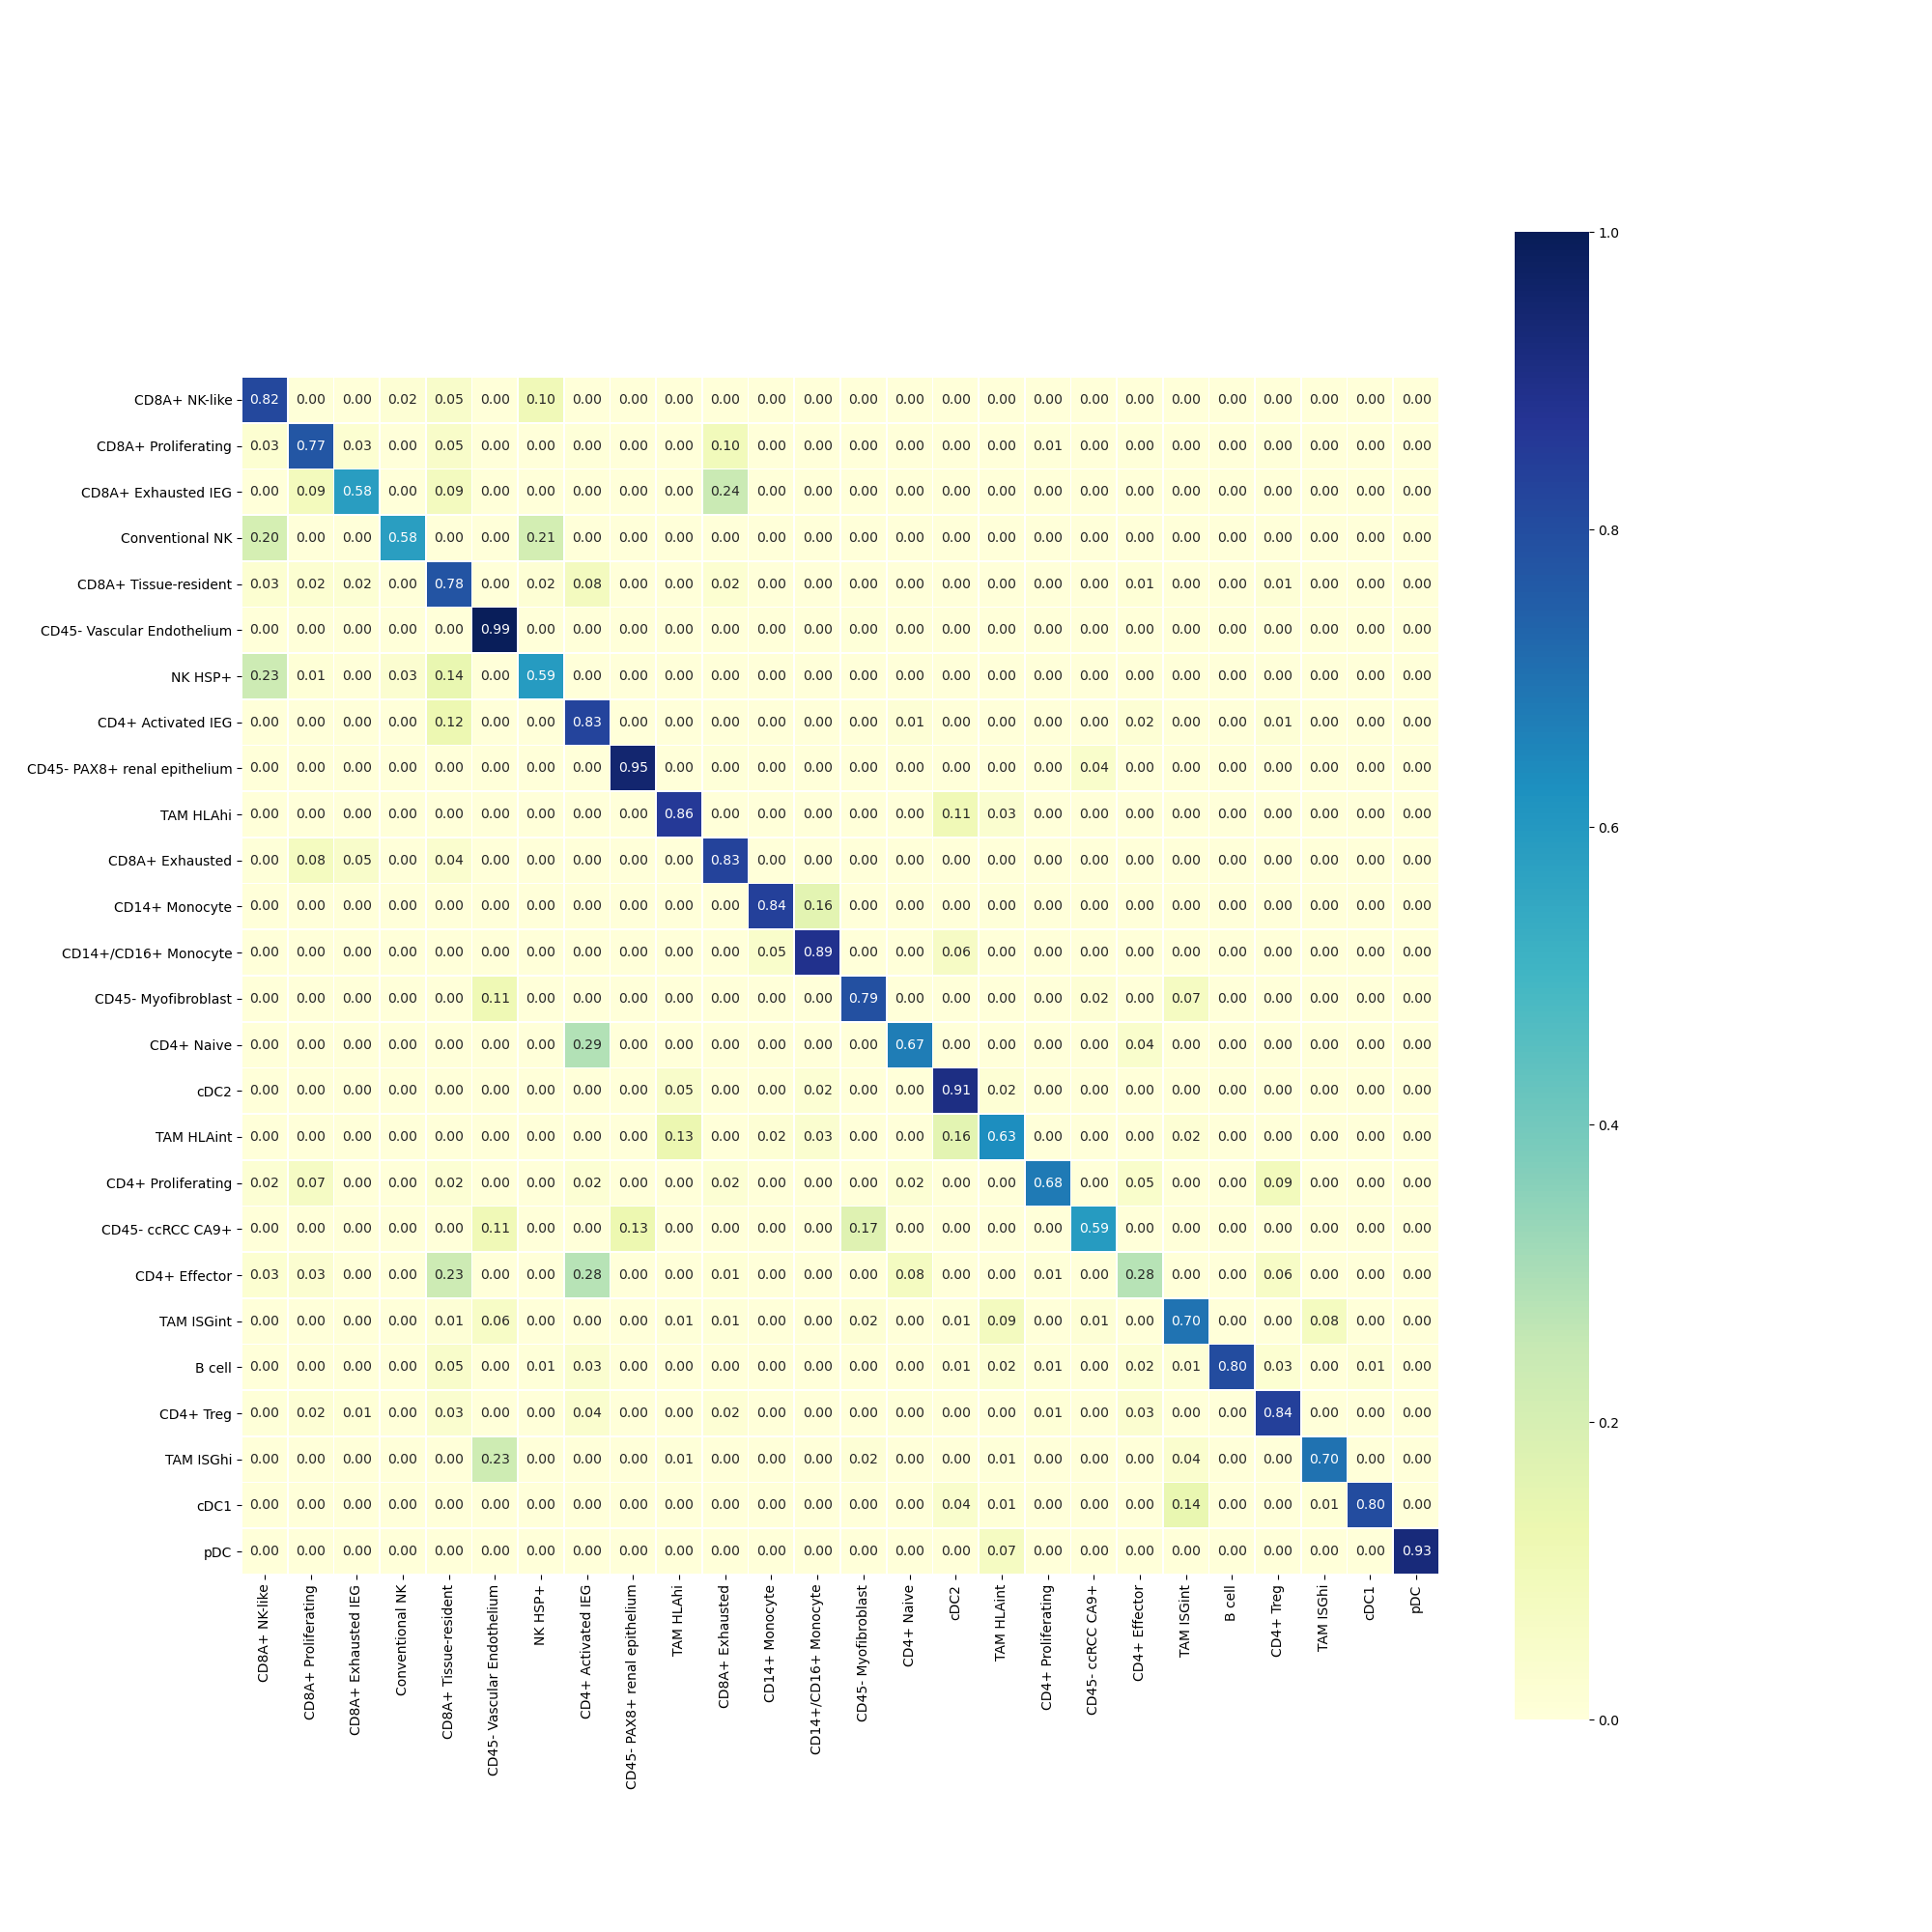 1.0
CD8A+ NK-like 0.82 0.00 0.00 0.02 0.05 0.00 0.10 0.00 0.00 0.00 0.00 0.00 0.00 0.00 0.00 0.00 0.00 0.00 0.00 0.00 0.00 0.00 0.00 0.00 0.00 0.00
CD8A+ Proliferating 0.03 0.77 0.03 0.00 0.05 0.00 0.00 0.00 0.00 0.00 0.10 0.00 0.00 0.00 0.00 0.00 0.00 0.01 0.00 0.00 0.00 0.00 0.00 0.00 0.00 0.00
CD8A+ Exhausted IEG 0.00 0.09 0.58 0.00 0.09 0.00 0.00 0.00 0.00 0.00 0.24 0.00 0.00 0.00 0.00 0.00 0.00 0.00 0.00 0.00 0.00 0.00 0.00 0.00 0.00 0.00
0.8
Conventional NK 0.20 0.00 0.00 0.58 0.00 0.00 0.21 0.00 0.00 0.00 0.00 0.00 0.00 0.00 0.00 0.00 0.00 0.00 0.00 0.00 0.00 0.00 0.00 0.00 0.00 0.00
CD8A+ Tissue-resident 0.03 0.02 0.02 0.00 0.78 0.00 0.02 0.08 0.00 0.00 0.02 0.00 0.00 0.00 0.00 0.00 0.00 0.00 0.00 0.01 0.00 0.00 0.01 0.00 0.00 0.00
CD45- Vascular Endothelium 0.00 0.00 0.00 0.00 0.00 0.99 0.00 0.00 0.00 0.00 0.00 0.00 0.00 0.00 0.00 0.00 0.00 0.00 0.00 0.00 0.00 0.00 0.00 0.00 0.00 0.00
NK HSP+ 0.23 0.01 0.00 0.03 0.14 0.00 0.59 0.00 0.00 0.00 0.00 0.00 0.00 0.00 0.00 0.00 0.00 0.00 0.00 0.00 0.00 0.00 0.00 0.00 0.00 0.00
CD4+ Activated IEG 0.00 0.00 0.00 0.00 0.12 0.00 0.00 0.83 0.00 0.00 0.00 0.00 0.00 0.00 0.01 0.00 0.00 0.00 0.00 0.02 0.00 0.00 0.01 0.00 0.00 0.00
CD45- PAX8+ renal epithelium 0.00 0.00 0.00 0.00 0.00 0.00 0.00 0.00 0.95 0.00 0.00 0.00 0.00 0.00 0.00 0.00 0.00 0.00 0.04 0.00 0.00 0.00 0.00 0.00 0.00 0.00
TAM HLAhi 0.00 0.00 0.00 0.00 0.00 0.00 0.00 0.00 0.00 0.86 0.00 0.00 0.00 0.00 0.00 0.11 0.03 0.00 0.00 0.00 0.00 0.00 0.00 0.00 0.00 0.00
0.6
CD8A+ Exhausted 0.00 0.08 0.05 0.00 0.04 0.00 0.00 0.00 0.00 0.00 0.83 0.00 0.00 0.00 0.00 0.00 0.00 0.00 0.00 0.00 0.00 0.00 0.00 0.00 0.00 0.00
CD14+ Monocyte 0.00 0.00 0.00 0.00 0.00 0.00 0.00 0.00 0.00 0.00 0.00 0.84 0.16 0.00 0.00 0.00 0.00 0.00 0.00 0.00 0.00 0.00 0.00 0.00 0.00 0.00
CD14+/CD16+ Monocyte 0.00 0.00 0.00 0.00 0.00 0.00 0.00 0.00 0.00 0.00 0.00 0.05 0.89 0.00 0.00 0.06 0.00 0.00 0.00 0.00 0.00 0.00 0.00 0.00 0.00 0.00
CD45- Myofibroblast 0.00 0.00 0.00 0.00 0.00 0.11 0.00 0.00 0.00 0.00 0.00 0.00 0.00 0.79 0.00 0.00 0.00 0.00 0.02 0.00 0.07 0.00 0.00 0.00 0.00 0.00
CD4+ Naive 0.00 0.00 0.00 0.00 0.00 0.00 0.00 0.29 0.00 0.00 0.00 0.00 0.00 0.00 0.67 0.00 0.00 0.00 0.00 0.04 0.00 0.00 0.00 0.00 0.00 0.00
cDC2 0.00 0.00 0.00 0.00 0.00 0.00 0.00 0.00 0.00 0.05 0.00 0.00 0.02 0.00 0.00 0.91 0.02 0.00 0.00 0.00 0.00 0.00 0.00 0.00 0.00 0.00
0.4
TAM HLAint 0.00 0.00 0.00 0.00 0.00 0.00 0.00 0.00 0.00 0.13 0.00 0.02 0.03 0.00 0.00 0.16 0.63 0.00 0.00 0.00 0.02 0.00 0.00 0.00 0.00 0.00
CD4+ Proliferating 0.02 0.07 0.00 0.00 0.02 0.00 0.00 0.02 0.00 0.00 0.02 0.00 0.00 0.00 0.02 0.00 0.00 0.68 0.00 0.05 0.00 0.00 0.09 0.00 0.00 0.00
CD45- ccRCC CA9+ 0.00 0.00 0.00 0.00 0.00 0.11 0.00 0.00 0.13 0.00 0.00 0.00 0.00 0.17 0.00 0.00 0.00 0.00 0.59 0.00 0.00 0.00 0.00 0.00 0.00 0.00
CD4+ Effector 0.03 0.03 0.00 0.00 0.23 0.00 0.00 0.28 0.00 0.00 0.01 0.00 0.00 0.00 0.08 0.00 0.00 0.01 0.00 0.28 0.00 0.00 0.06 0.00 0.00 0.00
TAM ISGint 0.00 0.00 0.00 0.00 0.01 0.06 0.00 0.00 0.00 0.01 0.01 0.00 0.00 0.02 0.00 0.01 0.09 0.00 0.01 0.00 0.70 0.00 0.00 0.08 0.00 0.00
B cell 0.00 0.00 0.00 0.00 0.05 0.00 0.01 0.03 0.00 0.00 0.00 0.00 0.00 0.00 0.00 0.01 0.02 0.01 0.00 0.02 0.01 0.80 0.03 0.00 0.01 0.00
CD4+ Treg 0.00 0.02 0.01 0.00 0.03 0.00 0.00 0.04 0.00 0.00 0.02 0.00 0.00 0.00 0.00 0.00 0.00 0.01 0.00 0.03 0.00 0.00 0.84 0.00 0.00 0.00
0.2
TAM ISGhi 0.00 0.00 0.00 0.00 0.00 0.23 0.00 0.00 0.00 0.01 0.00 0.00 0.00 0.02 0.00 0.00 0.01 0.00 0.00 0.00 0.04 0.00 0.00 0.70 0.00 0.00
cDC1 0.00 0.00 0.00 0.00 0.00 0.00 0.00 0.00 0.00 0.00 0.00 0.00 0.00 0.00 0.00 0.04 0.01 0.00 0.00 0.00 0.14 0.00 0.00 0.01 0.80 0.00
pDC 0.00 0.00 0.00 0.00 0.00 0.00 0.00 0.00 0.00 0.00 0.00 0.00 0.00 0.00 0.00 0.00 0.07 0.00 0.00 0.00 0.00 0.00 0.00 0.00 0.00 0.93
CD8A+ NK-like
CD8A+ Proliferating
CD8A+ Exhausted IEG
Conventional NK
CD8A+ Tissue-resident
CD45- Vascular Endothelium
NK HSP+
CD4+ Activated IEG
CD45- PAX8+ renal epithelium
TAM HLAhi
CD8A+ Exhausted
CD14+ Monocyte
CD14+/CD16+ Monocyte
CD45- Myofibroblast
CD4+ Naive
cDC2
TAM HLAint
CD4+ Proliferating
CD45- ccRCC CA9+
CD4+ Effector
TAM ISGint
B cell
CD4+ Treg
TAM ISGhi
cDC1
pDC
0.0